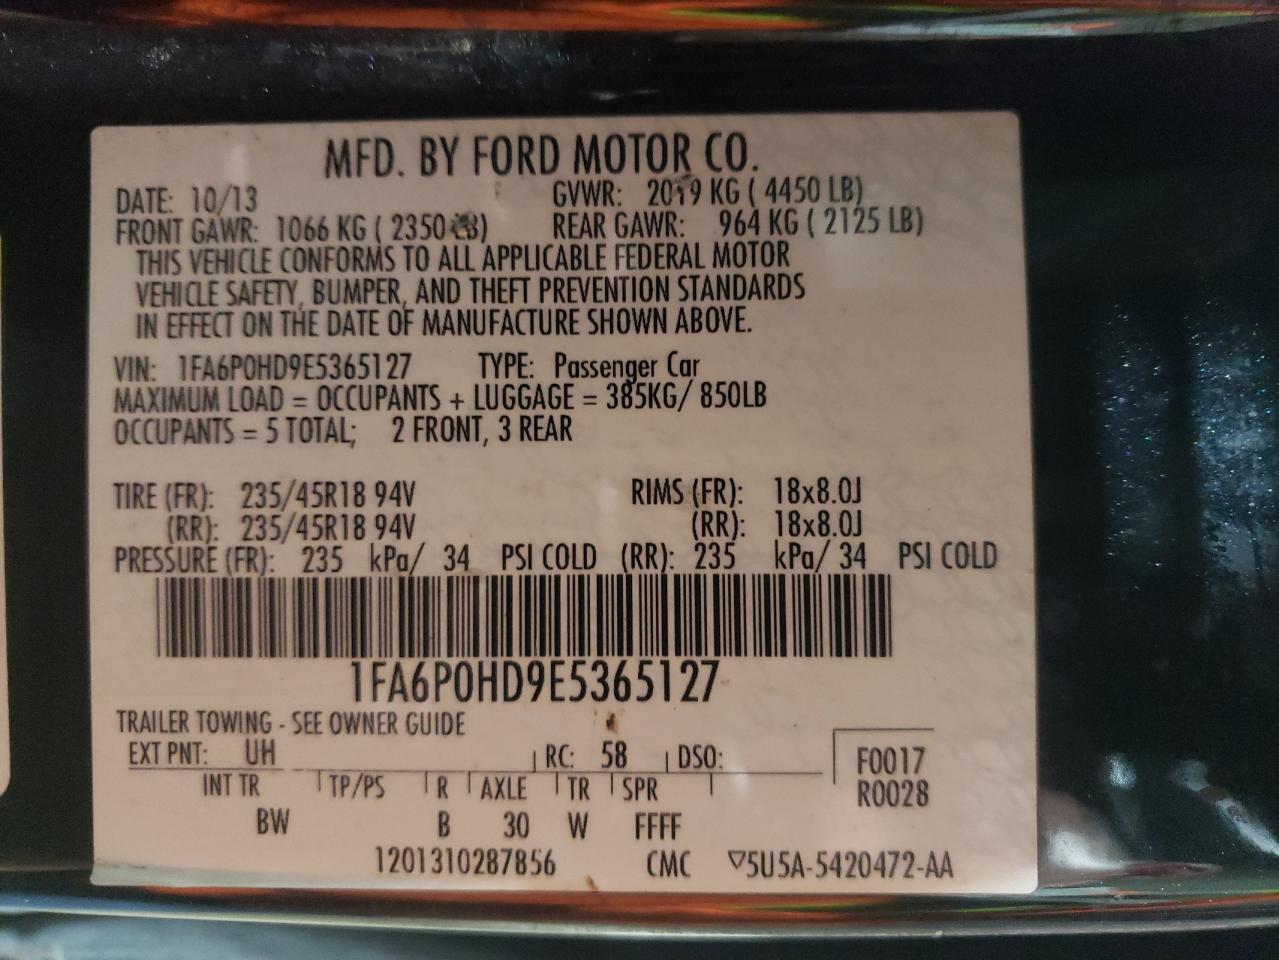 MFD. BY FORD MOTOR CO.
DATE: 10/13 GVWR: 2019 KG ( 4450 LB)
FRONT GAWR: 1066 KG ( 2350 LB) REAR GAWR: 964 KG ( 2125 LB)
THIS VEHICLE CONFORMS TO ALL APPLICABLE FEDERAL MOTOR
VEHICLE SAFETY, BUMPER, AND THEFT PREVENTION STANDARDS
IN EFFECT ON THE DATE OF MANUFACTURE SHOWN ABOVE.
VIN: 1FA6P0HD9E5365127 TYPE: Passenger Car
MAXIMUM LOAD = OCCUPANTS + LUGGAGE = 385KG/ 850LB
OCCUPANTS = 5 TOTAL; 2 FRONT, 3 REAR
TIRE (FR): 235/45R18 94V RIMS (FR): 18x8.0J
(RR): 235/45R18 94V (RR): 18x8.0J
PRESSURE (FR): 235 kPa/ 34 PSI COLD (RR): 235 kPa/ 34 PSI COLD
1FA6P0HD9E5365127
TRAILER TOWING - SEE OWNER GUIDE
EXT PNT: UH RC: 58 DSO: F0017
INT TR TP/PS R AXLE TR SPR R0028
BW B 30 W FFFF
1201310287856 CMC ▽5U5A-5420472-AA